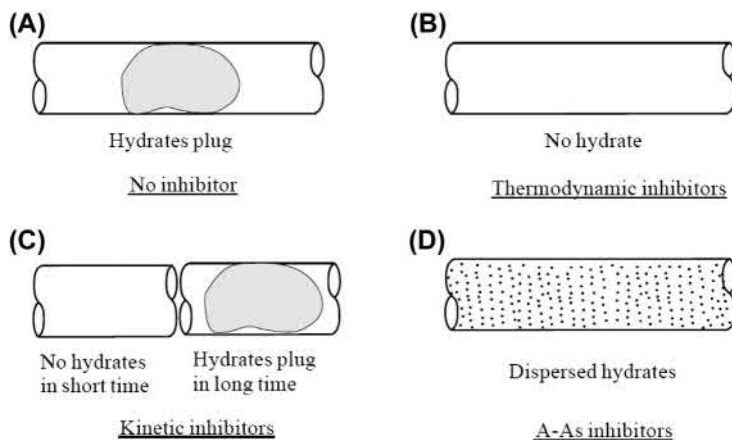 (A)
Hydrates plug
No inhibitor
(B)
No hydrate
Thermodynamic inhibitors
(C)
No hydrates
in short time
Hydrates plug
in long time
Kinetic inhibitors
(D)
Dispersed hydrates
A-As inhibitors